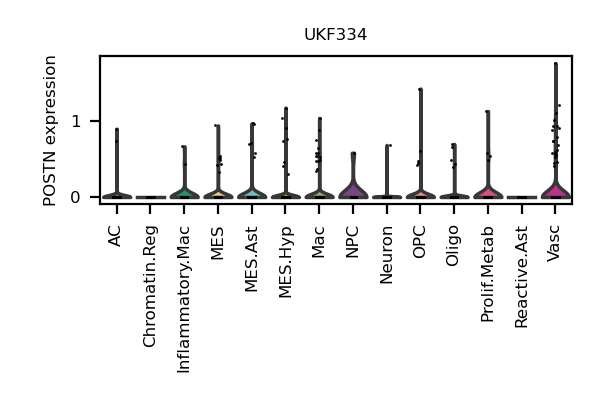 UKF334
POSTN expression
1
0
AC
Chromatin.Reg
Inflammatory.Mac
MES
MES.Ast
MES.Hyp
Mac
NPC
Neuron
OPC
Oligo
Prolif.Metab
Reactive.Ast
Vasc